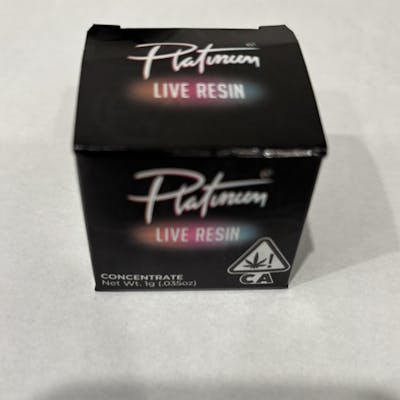 Platinum
LIVE RESIN
Platinum
LIVE RESIN
CONCENTRATE
Net Wt. 1g (.035oz)
!
CA